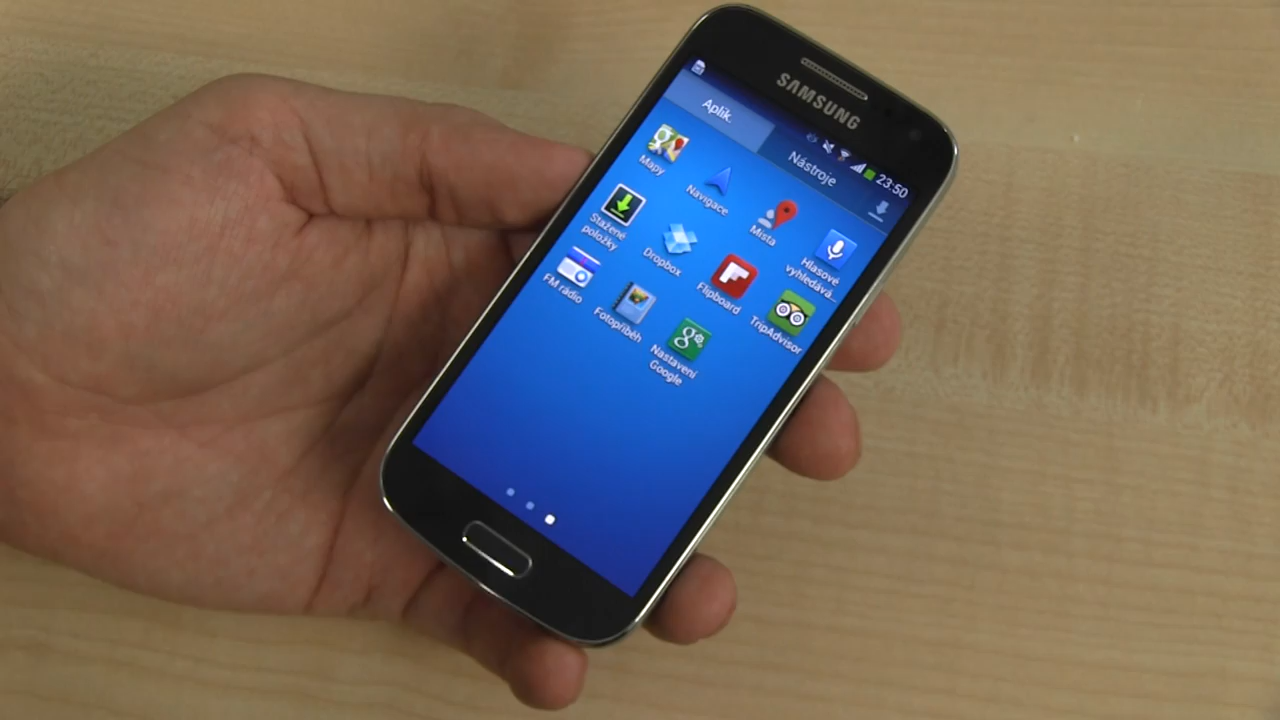 SAMSUNG
23:50
Aplik.
Nástroje
Mapy
Navigace
Místa
Hlasové
vyhledává...
Stažené
položky
Dropbox
Flipboard
TripAdvisor
FM rádio
Fotopříběh
Nastavení
Google